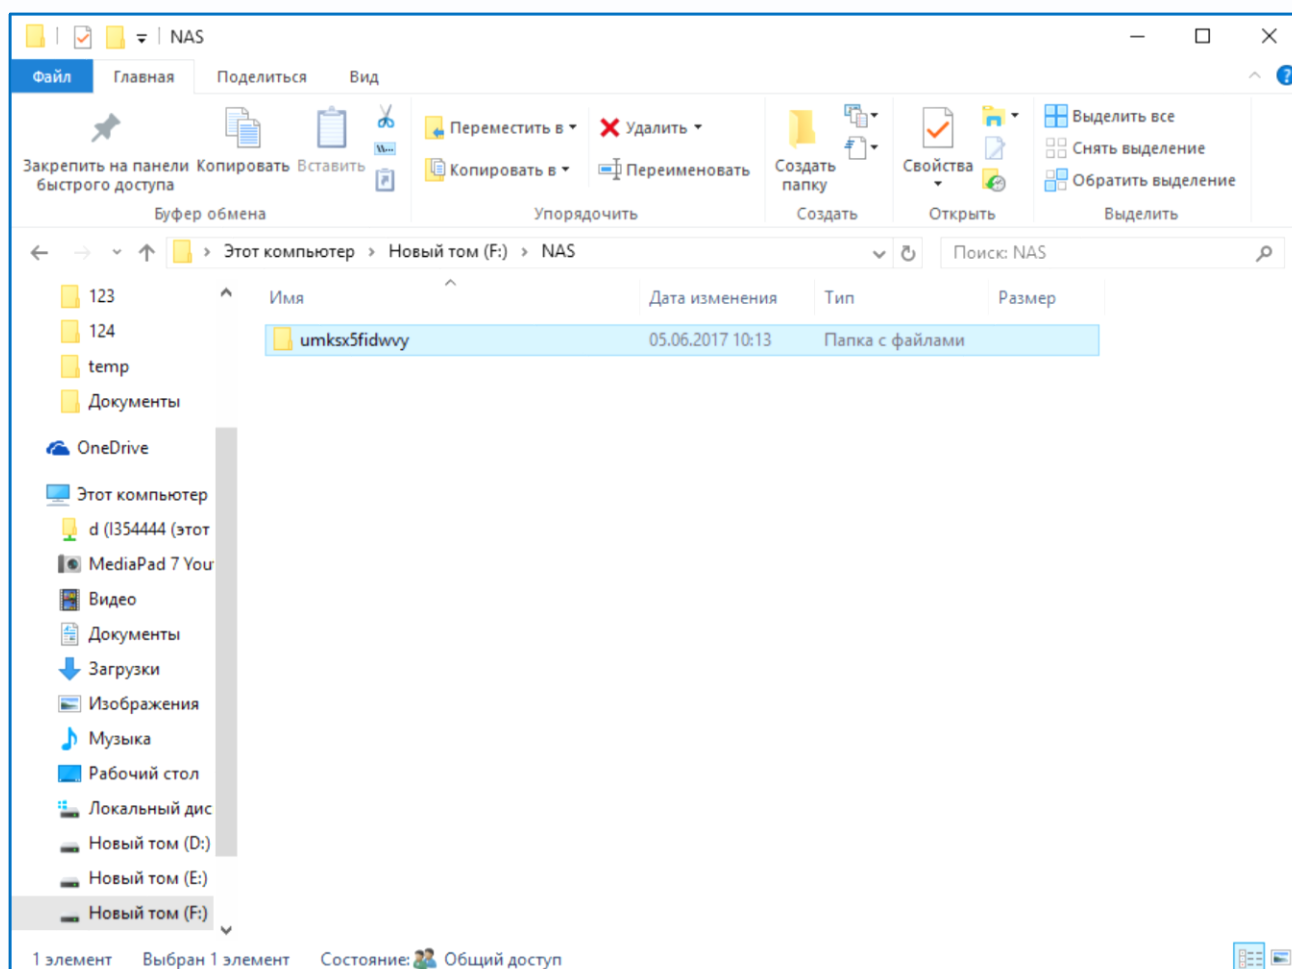 NAS
Файл Главная Поделиться Вид
Закрепить на панели быстрого доступа
Копировать
Вставить
Переместить в
Копировать в
Удалить
Переименовать
Создать папку
Свойства
Выделить все
Снять выделение
Обратить выделение
Буфер обмена Упорядочить Создать Открыть Выделить
Этот компьютер > Новый том (F:) > NAS
Поиск: NAS
123
124
temp
Документы
OneDrive
Этот компьютер
d (I354444 (этот
MediaPad 7 You
Видео
Документы
Загрузки
Изображения
Музыка
Рабочий стол
Локальный дис
Новый том (D:)
Новый том (E:)
Новый том (F:)
Имя Дата изменения Тип Размер
umksx5fidwvy 05.06.2017 10:13 Папка с файлами
1 элемент Выбран 1 элемент Состояние: Общий доступ